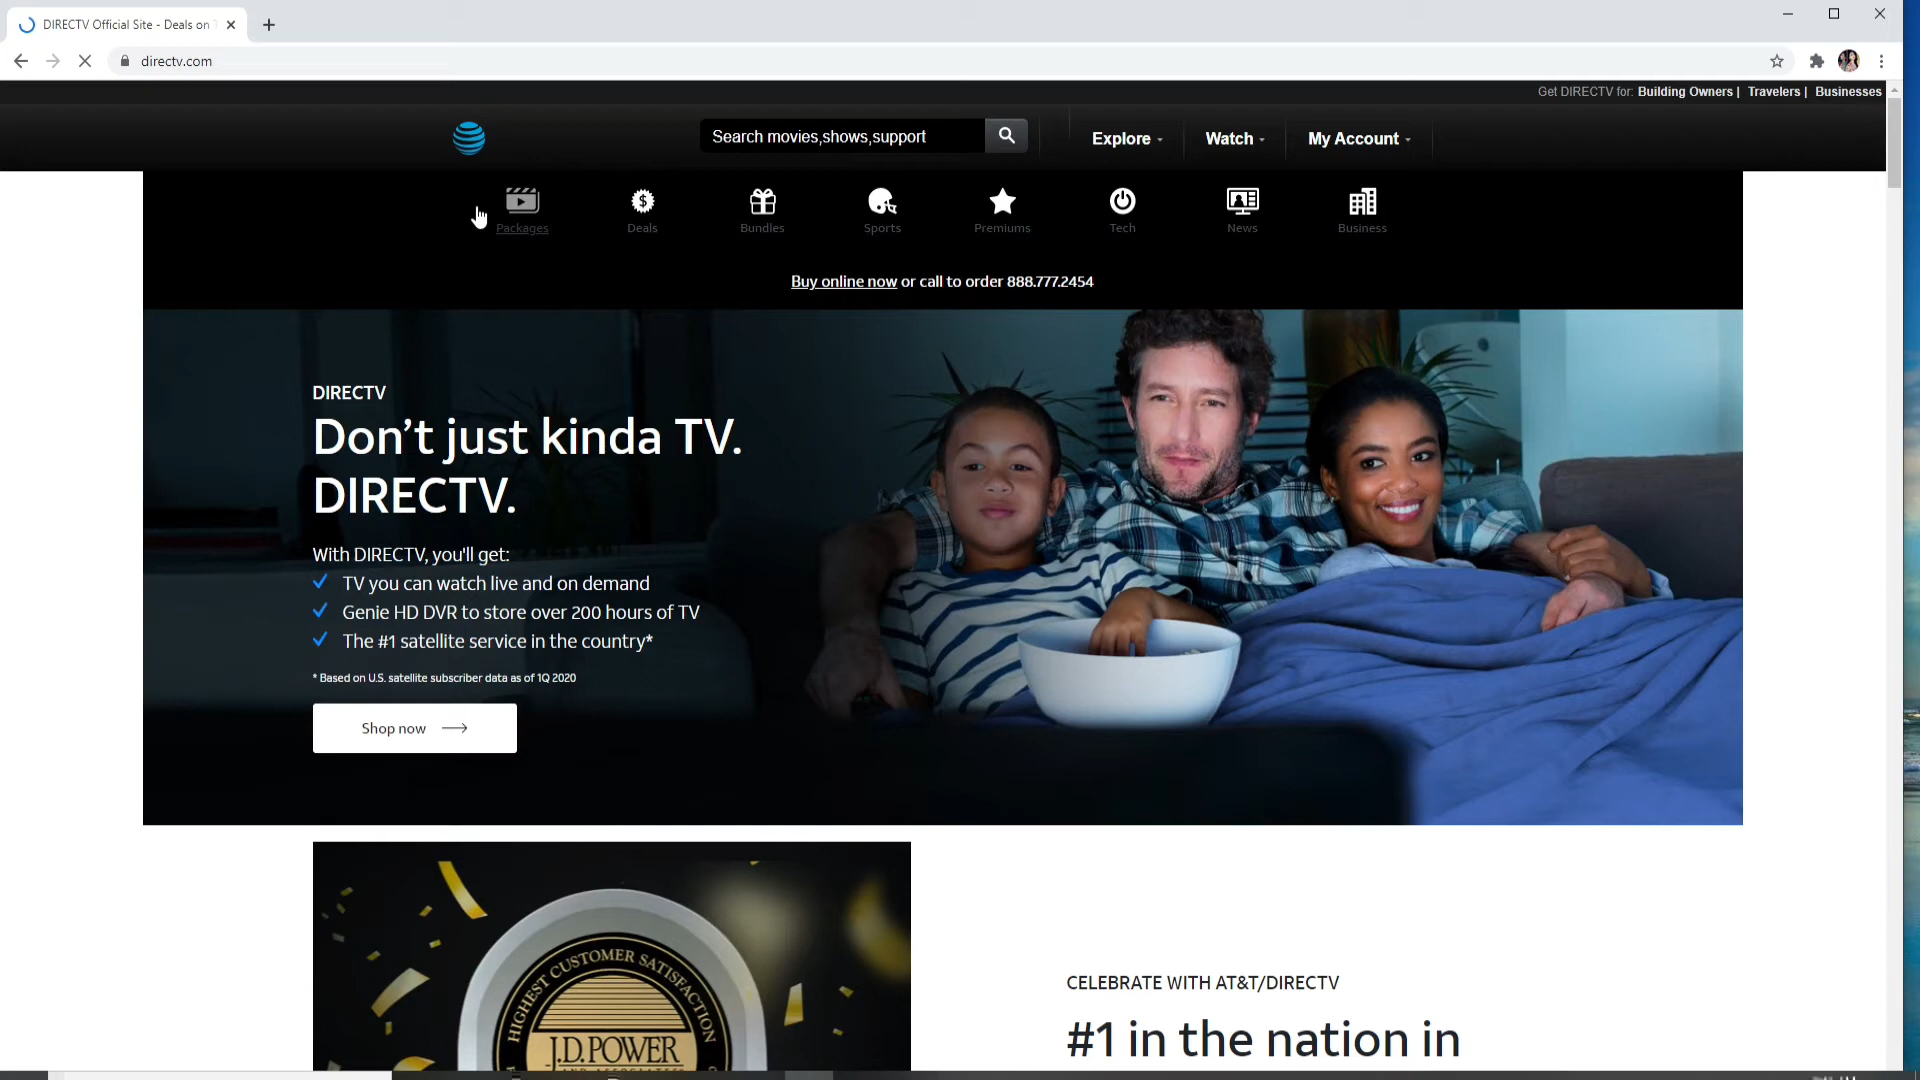 DIRECTV Official Site - Deals on
directv.com
Get DIRECTV for: Building Owners | Travelers | Businesses
Search movies,shows,support
Explore
Watch
My Account
Packages
Deals
Bundles
Sports
Premiums
Tech
News
Business
Buy online now or call to order 888.777.2454
DIRECTV
Don’t just kinda TV.
DIRECTV.
With DIRECTV, you'll get:
TV you can watch live and on demand
Genie HD DVR to store over 200 hours of TV
The #1 satellite service in the country*
* Based on U.S. satellite subscriber data as of 1Q 2020
Shop now
HIGHEST CUSTOMER SATISFACTION
J.D.POWER
CELEBRATE WITH AT&T/DIRECTV
#1 in the nation in